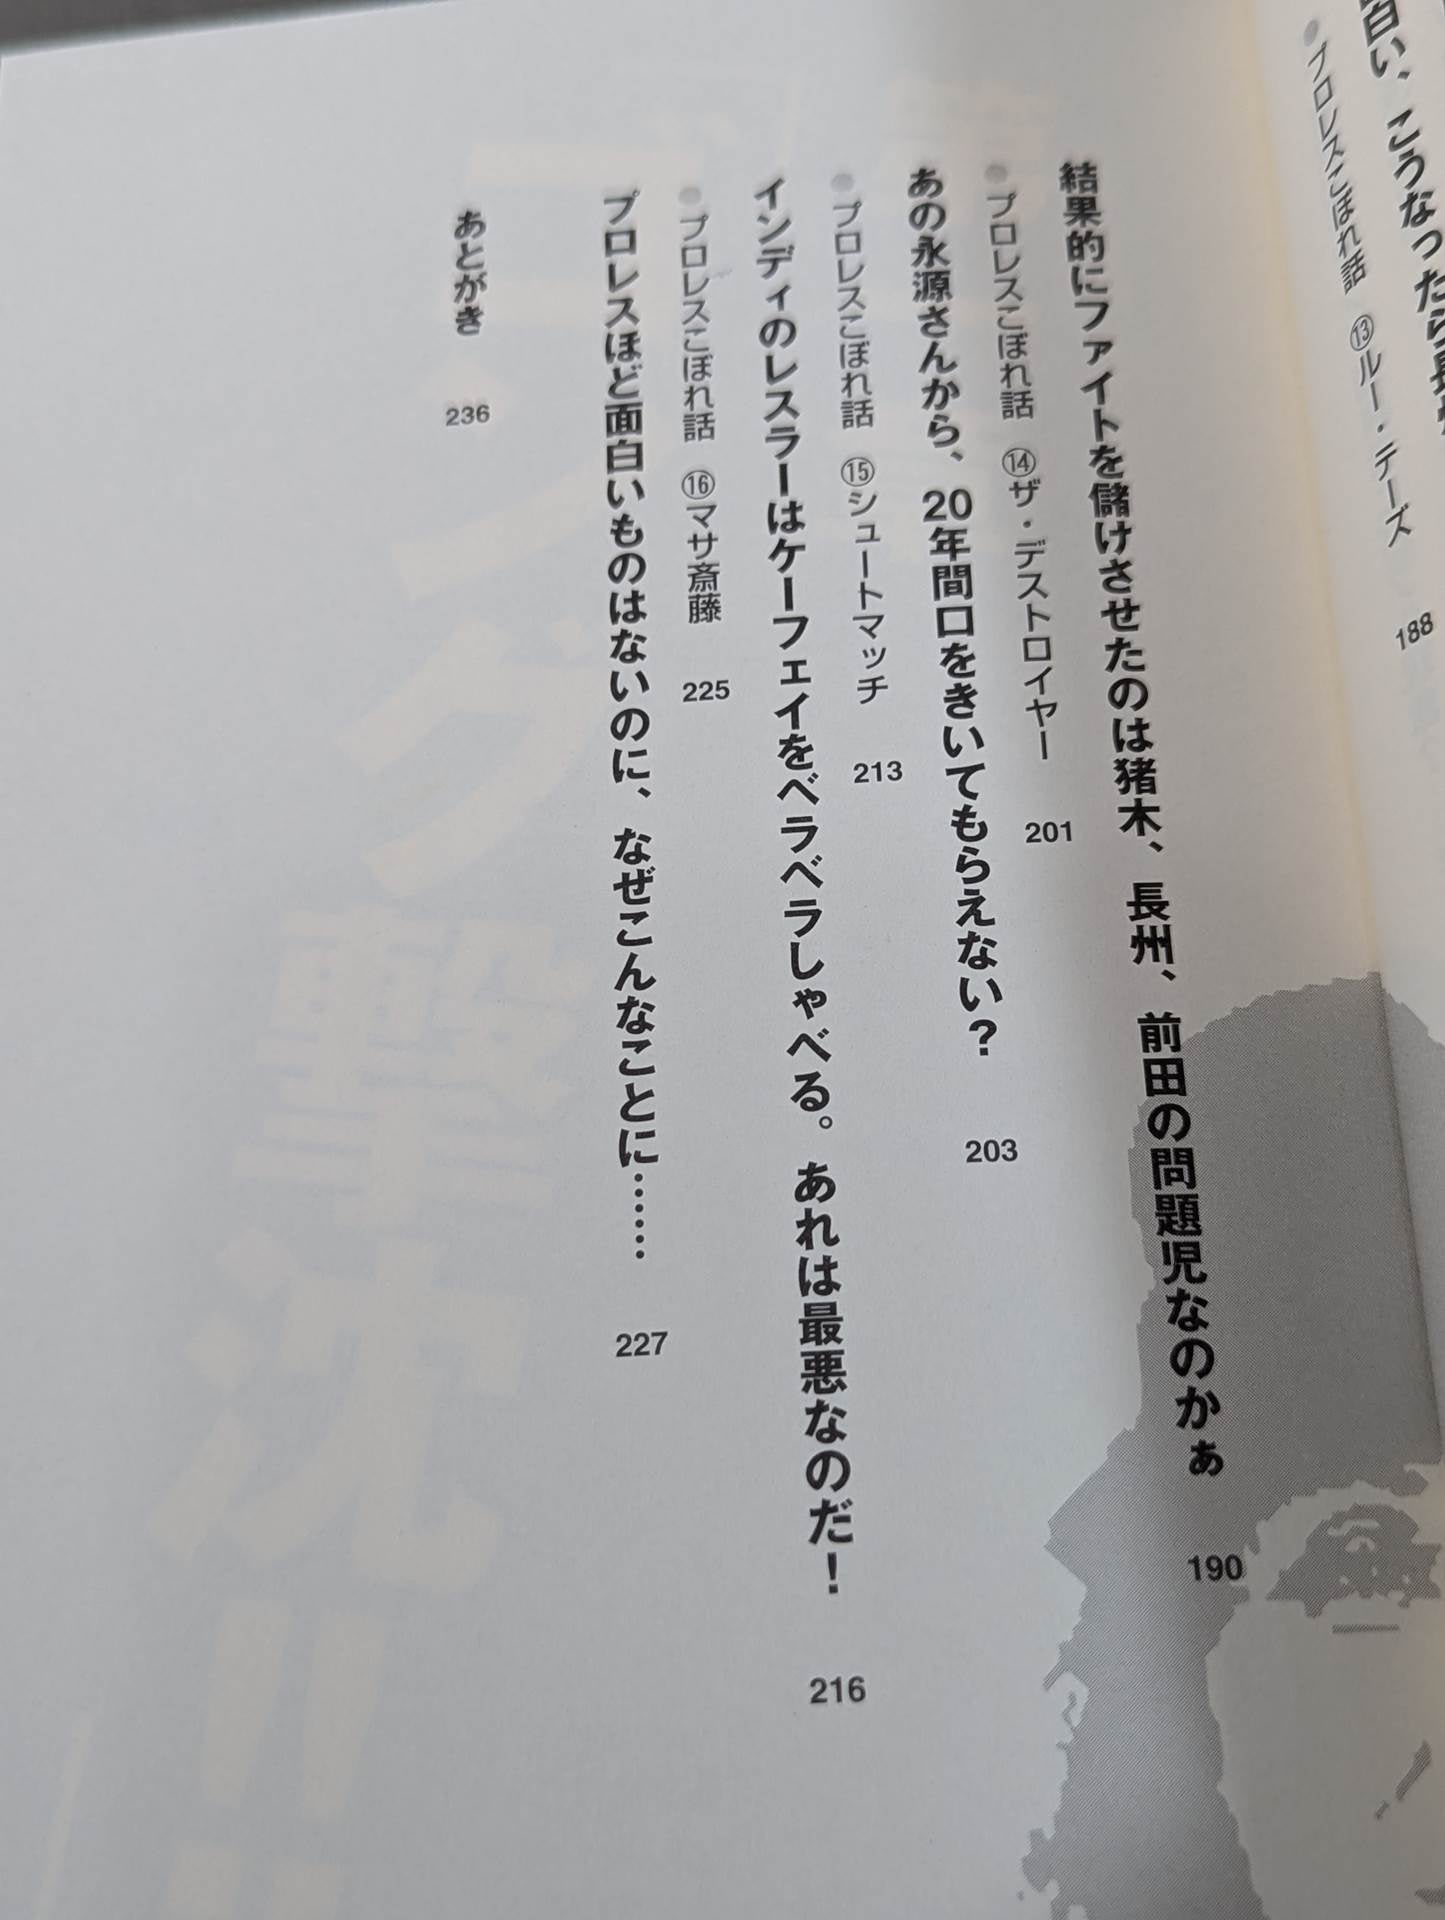 白い、こうなったら長
プロレスこぼれ話 ⑬ルー・テーズ
188
結果的にファイトを儲けさせたのは猪木、長州、前田の問題児なのかぁ
190
プロレスこぼれ話 ⑭ザ・デストロイヤー
201
あの永源さんから、20年間口をきいてもらえない？
203
プロレスこぼれ話 ⑮シュートマッチ
213
インディのレスラーはケーフェイをベラベラしゃべる。あれは最悪なのだ！
216
プロレスこぼれ話 ⑯マサ斎藤
225
プロレスほど面白いものはないのに、なぜこんなことに……
227
あとがき
236